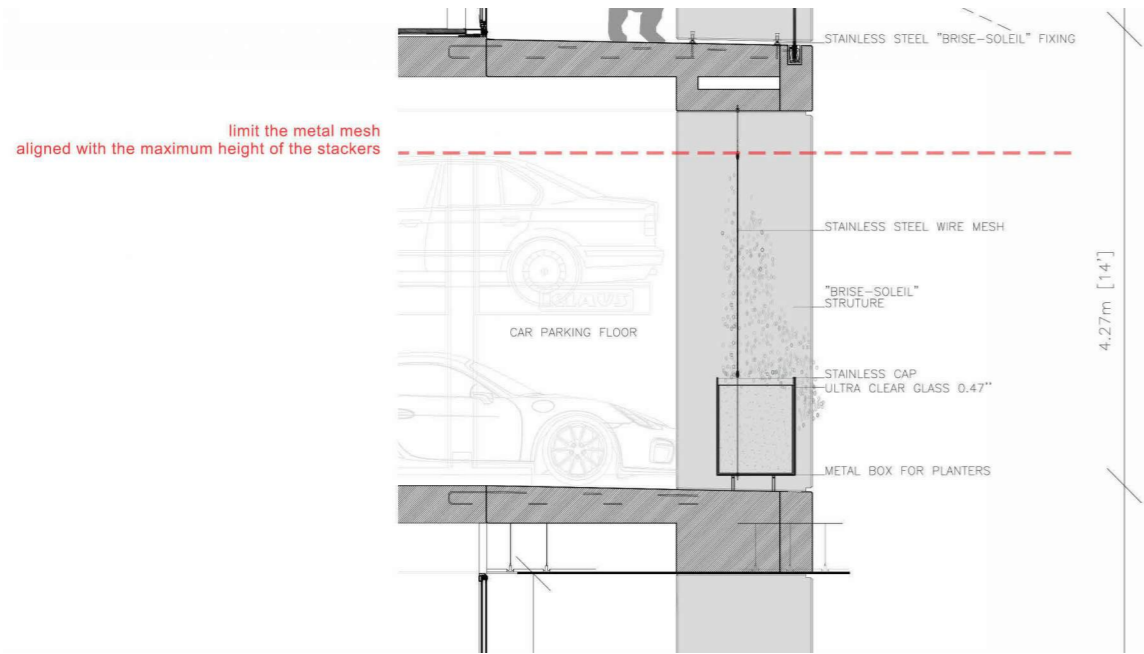 STAINLESS STEEL "BRISE-SOLEIL" FIXING
limit the metal mesh
aligned with the maximum height of the stackers
STAINLESS STEEL WIRE MESH
"BRISE-SOLEIL"
STRUTURE
4.27m [14']
CAR PARKING FLOOR
STAINLESS CAP
ULTRA CLEAR GLASS 0.47''
METAL BOX FOR PLANTERS